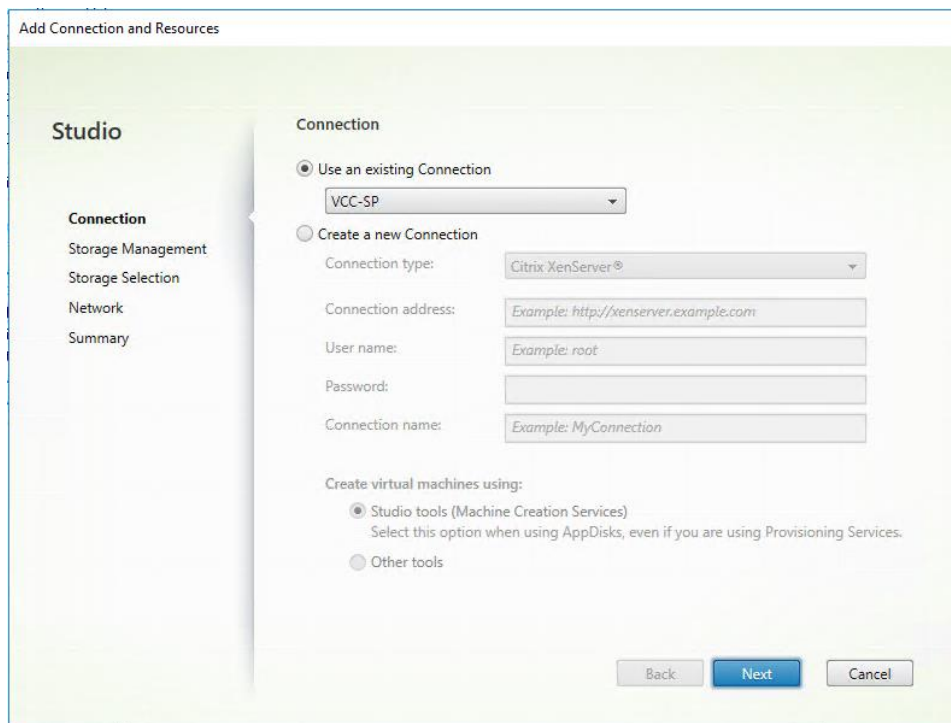 Add Connection and Resources
Studio
Connection
Storage Management
Storage Selection
Network
Summary
Connection
Use an existing Connection
VCC-SP
Create a new Connection
Connection type: Citrix XenServer®
Connection address: Example: http://xenserver.example.com
User name: Example: root
Password:
Connection name: Example: MyConnection
Create virtual machines using:
Studio tools (Machine Creation Services)
Select this option when using AppDisks, even if you are using Provisioning Services.
Other tools
Back Next Cancel